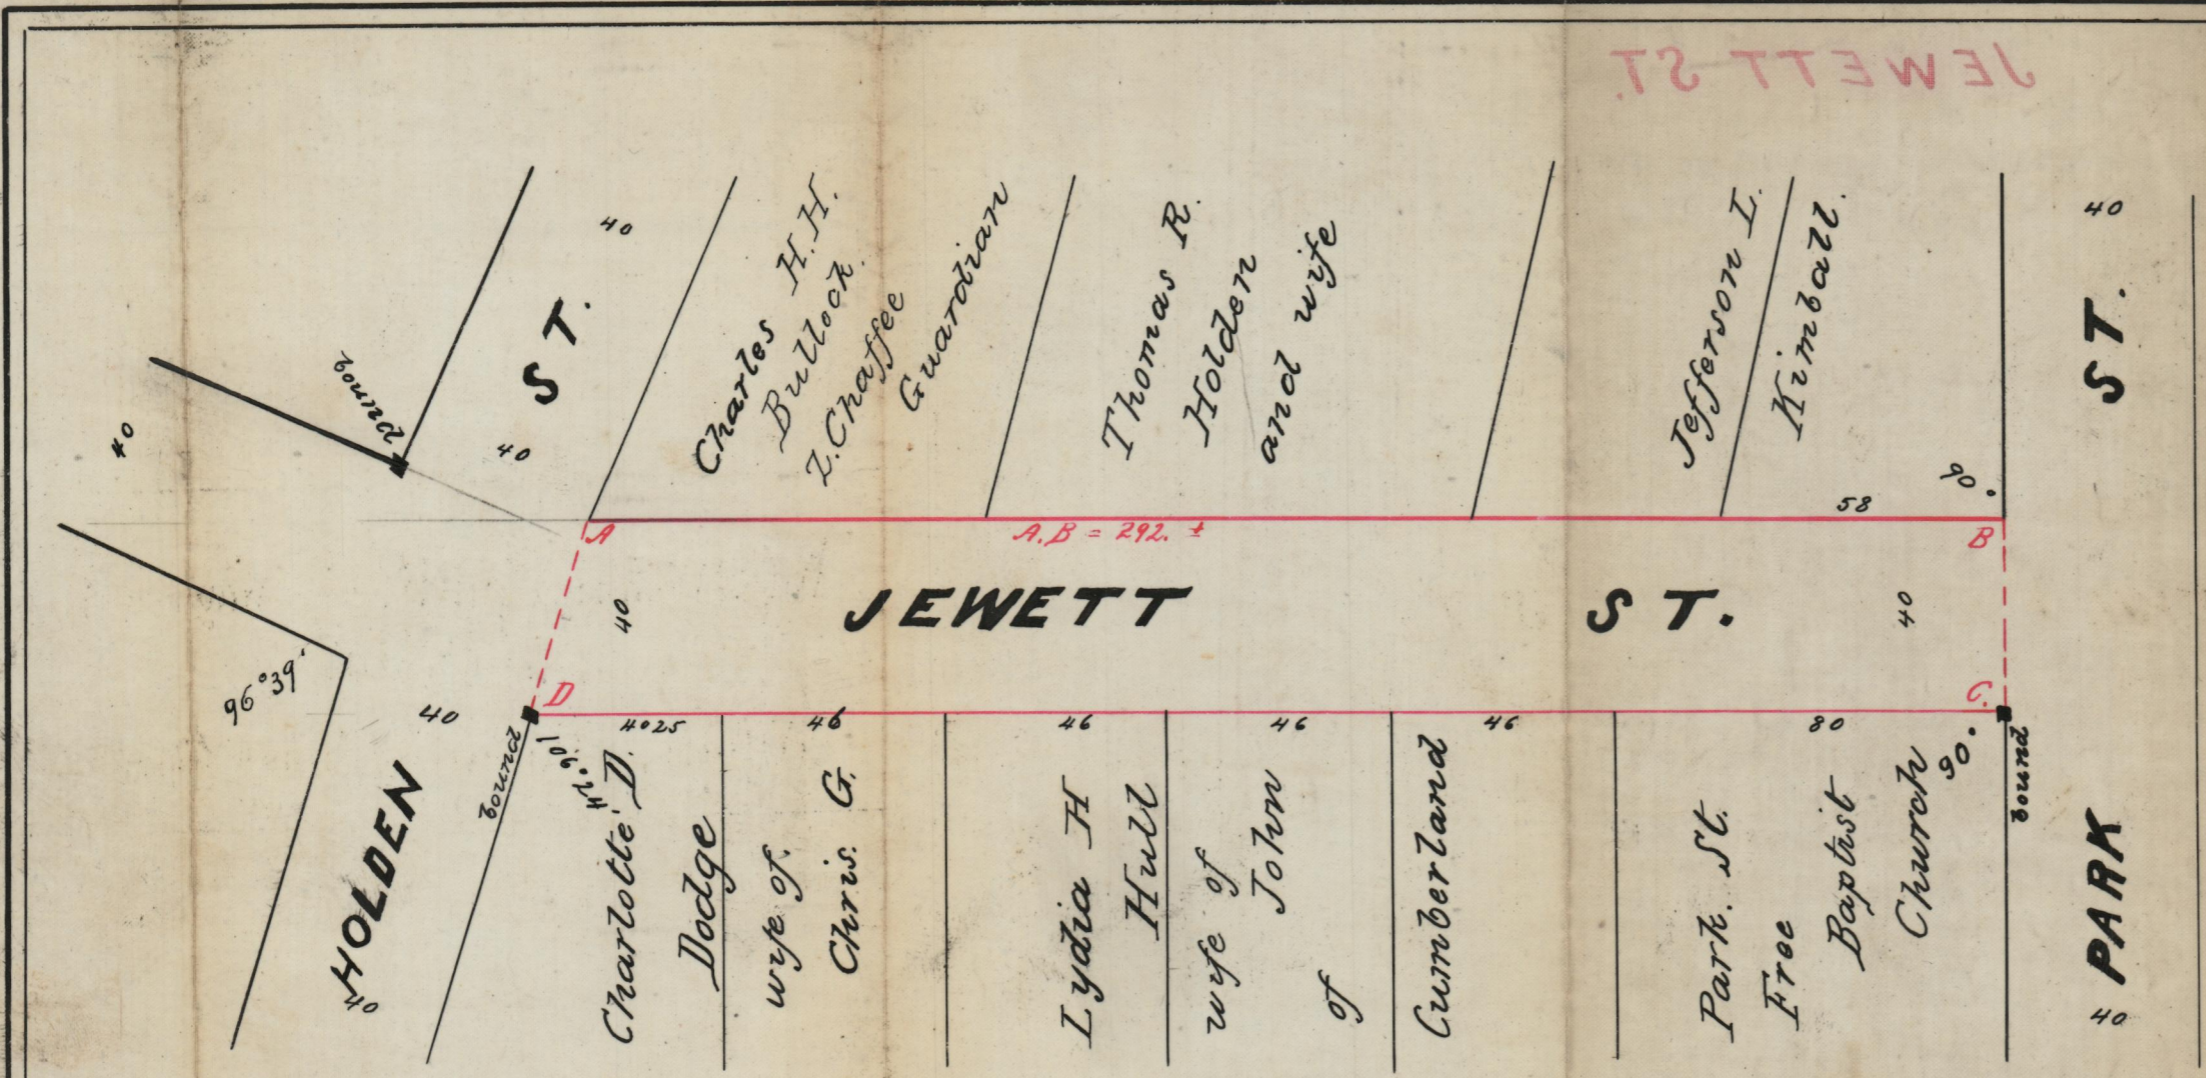 JEWETT ST.
40
bound
40
ST.
40
Charles H.H.
Bullock.
Z. Chaffee
Guardian
Thomas R.
Holden
and wife
Jefferson L.
Kimball.
58
90.
40
ST.
A
A.B = 292. ±
B
40
JEWETT ST.
40
96°39'
40
HOLDEN
40
bound
D
C.
40 25
46
46
46
46
80
90.
bound
Charlotte D.
Dodge
wife of
Chris. G.
Lydia H
Hull
wife of
John
of
Cumberland
Park. St.
Free
Baptist
Church
PARK
40